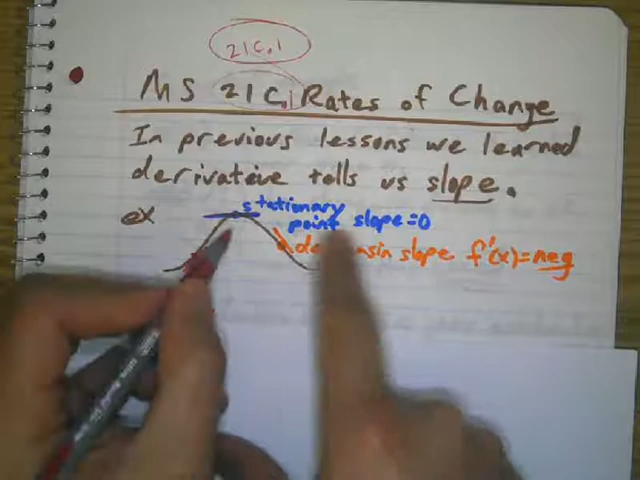 21C.1
MS 21C.1 Rates of Change
In previous lessons we learned
derivative tells us slope.
ex stationary
point slope=0
slope f'(x)=neg